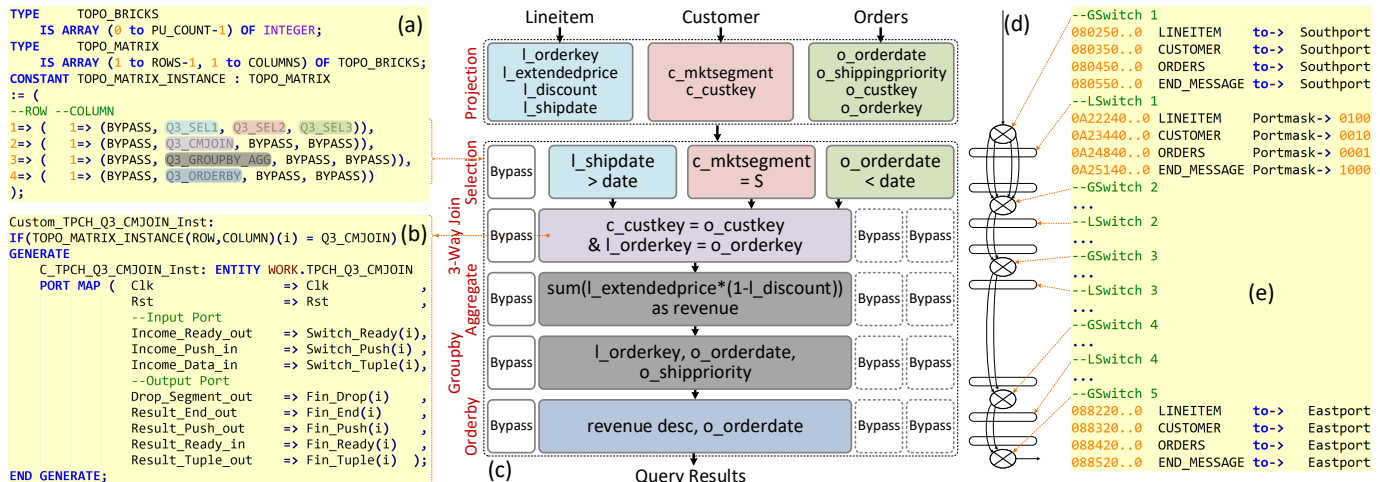 TYPE TOPO_BRICKS
IS ARRAY (0 to PU_COUNT-1) OF INTEGER;
TYPE TOPO_MATRIX
IS ARRAY (1 to ROWS-1, 1 to COLUMNS) OF TOPO_BRICKS;
CONSTANT TOPO_MATRIX_INSTANCE : TOPO_MATRIX
:= (
--ROW --COLUMN
1=> ( 1=> (BYPASS, Q3_SEL1, Q3_SEL2, Q3_SEL3)),
2=> ( 1=> (BYPASS, Q3_CMJOIN, BYPASS, BYPASS)),
3=> ( 1=> (BYPASS, Q3_GROUPBY_AGG, BYPASS, BYPASS)),
4=> ( 1=> (BYPASS, Q3_ORDERBY, BYPASS, BYPASS))
);
(a)
Custom_TPCH_Q3_CMJOIN_Inst:
IF(TOPO_MATRIX_INSTANCE(ROW,COLUMN)(i) = Q3_CMJOIN)
GENERATE
C_TPCH_Q3_CMJOIN_Inst: ENTITY WORK.TPCH_Q3_CMJOIN
PORT MAP ( Clk => Clk ,
Rst => Rst ,
--Input Port
Income_Ready_out => Switch_Ready(i) ,
Income_Push_in => Switch_Push(i) ,
Income_Data_in => Switch_Tuple(i),
--Output Port
Drop_Segment_out => Fin_Drop(i) ,
Result_End_out => Fin_End(i) ,
Result_Push_out => Fin_Push(i) ,
Result_Ready_in => Fin_Ready(i) ,
Result_Tuple_out => Fin_Tuple(i) );
END GENERATE;
(b)
Lineitem Customer Orders
Projection
l_orderkey
l_extendedprice
l_discount
l_shipdate
c_mktsegment
c_custkey
o_orderdate
o_shippingpriority
o_custkey
o_orderkey
Selection
Bypass
l_shipdate
> date
c_mktsegment
= S
o_orderdate
< date
3-Way Join
Bypass
c_custkey = o_custkey
& l_orderkey = o_orderkey
Bypass Bypass
Aggregate
Bypass
sum(l_extendedprice*(1-l_discount))
as revenue
Bypass Bypass
Groupby
Bypass
l_orderkey, o_orderdate,
o_shippriority
Bypass Bypass
Orderby
Bypass
revenue desc, o_orderdate
Bypass Bypass
(c)
Query Results
(d)
--GSwitch 1
080250..0 LINEITEM to-> Southport
080350..0 CUSTOMER to-> Southport
080450..0 ORDERS to-> Southport
080550..0 END_MESSAGE to-> Southport
--LSwitch 1
0A22240..0 LINEITEM Portmask-> 0100
0A23440..0 CUSTOMER Portmask-> 0010
0A24840..0 ORDERS Portmask-> 0001
0A25140..0 END_MESSAGE Portmask-> 1000
--GSwitch 2
...
--LSwitch 2
...
--GSwitch 3
...
--LSwitch 3
...
--GSwitch 4
...
--LSwitch 4
...
--GSwitch 5
088220..0 LINEITEM to-> Eastport
088320..0 CUSTOMER to-> Eastport
088420..0 ORDERS to-> Eastport
088520..0 END_MESSAGE to-> Eastport
(e)